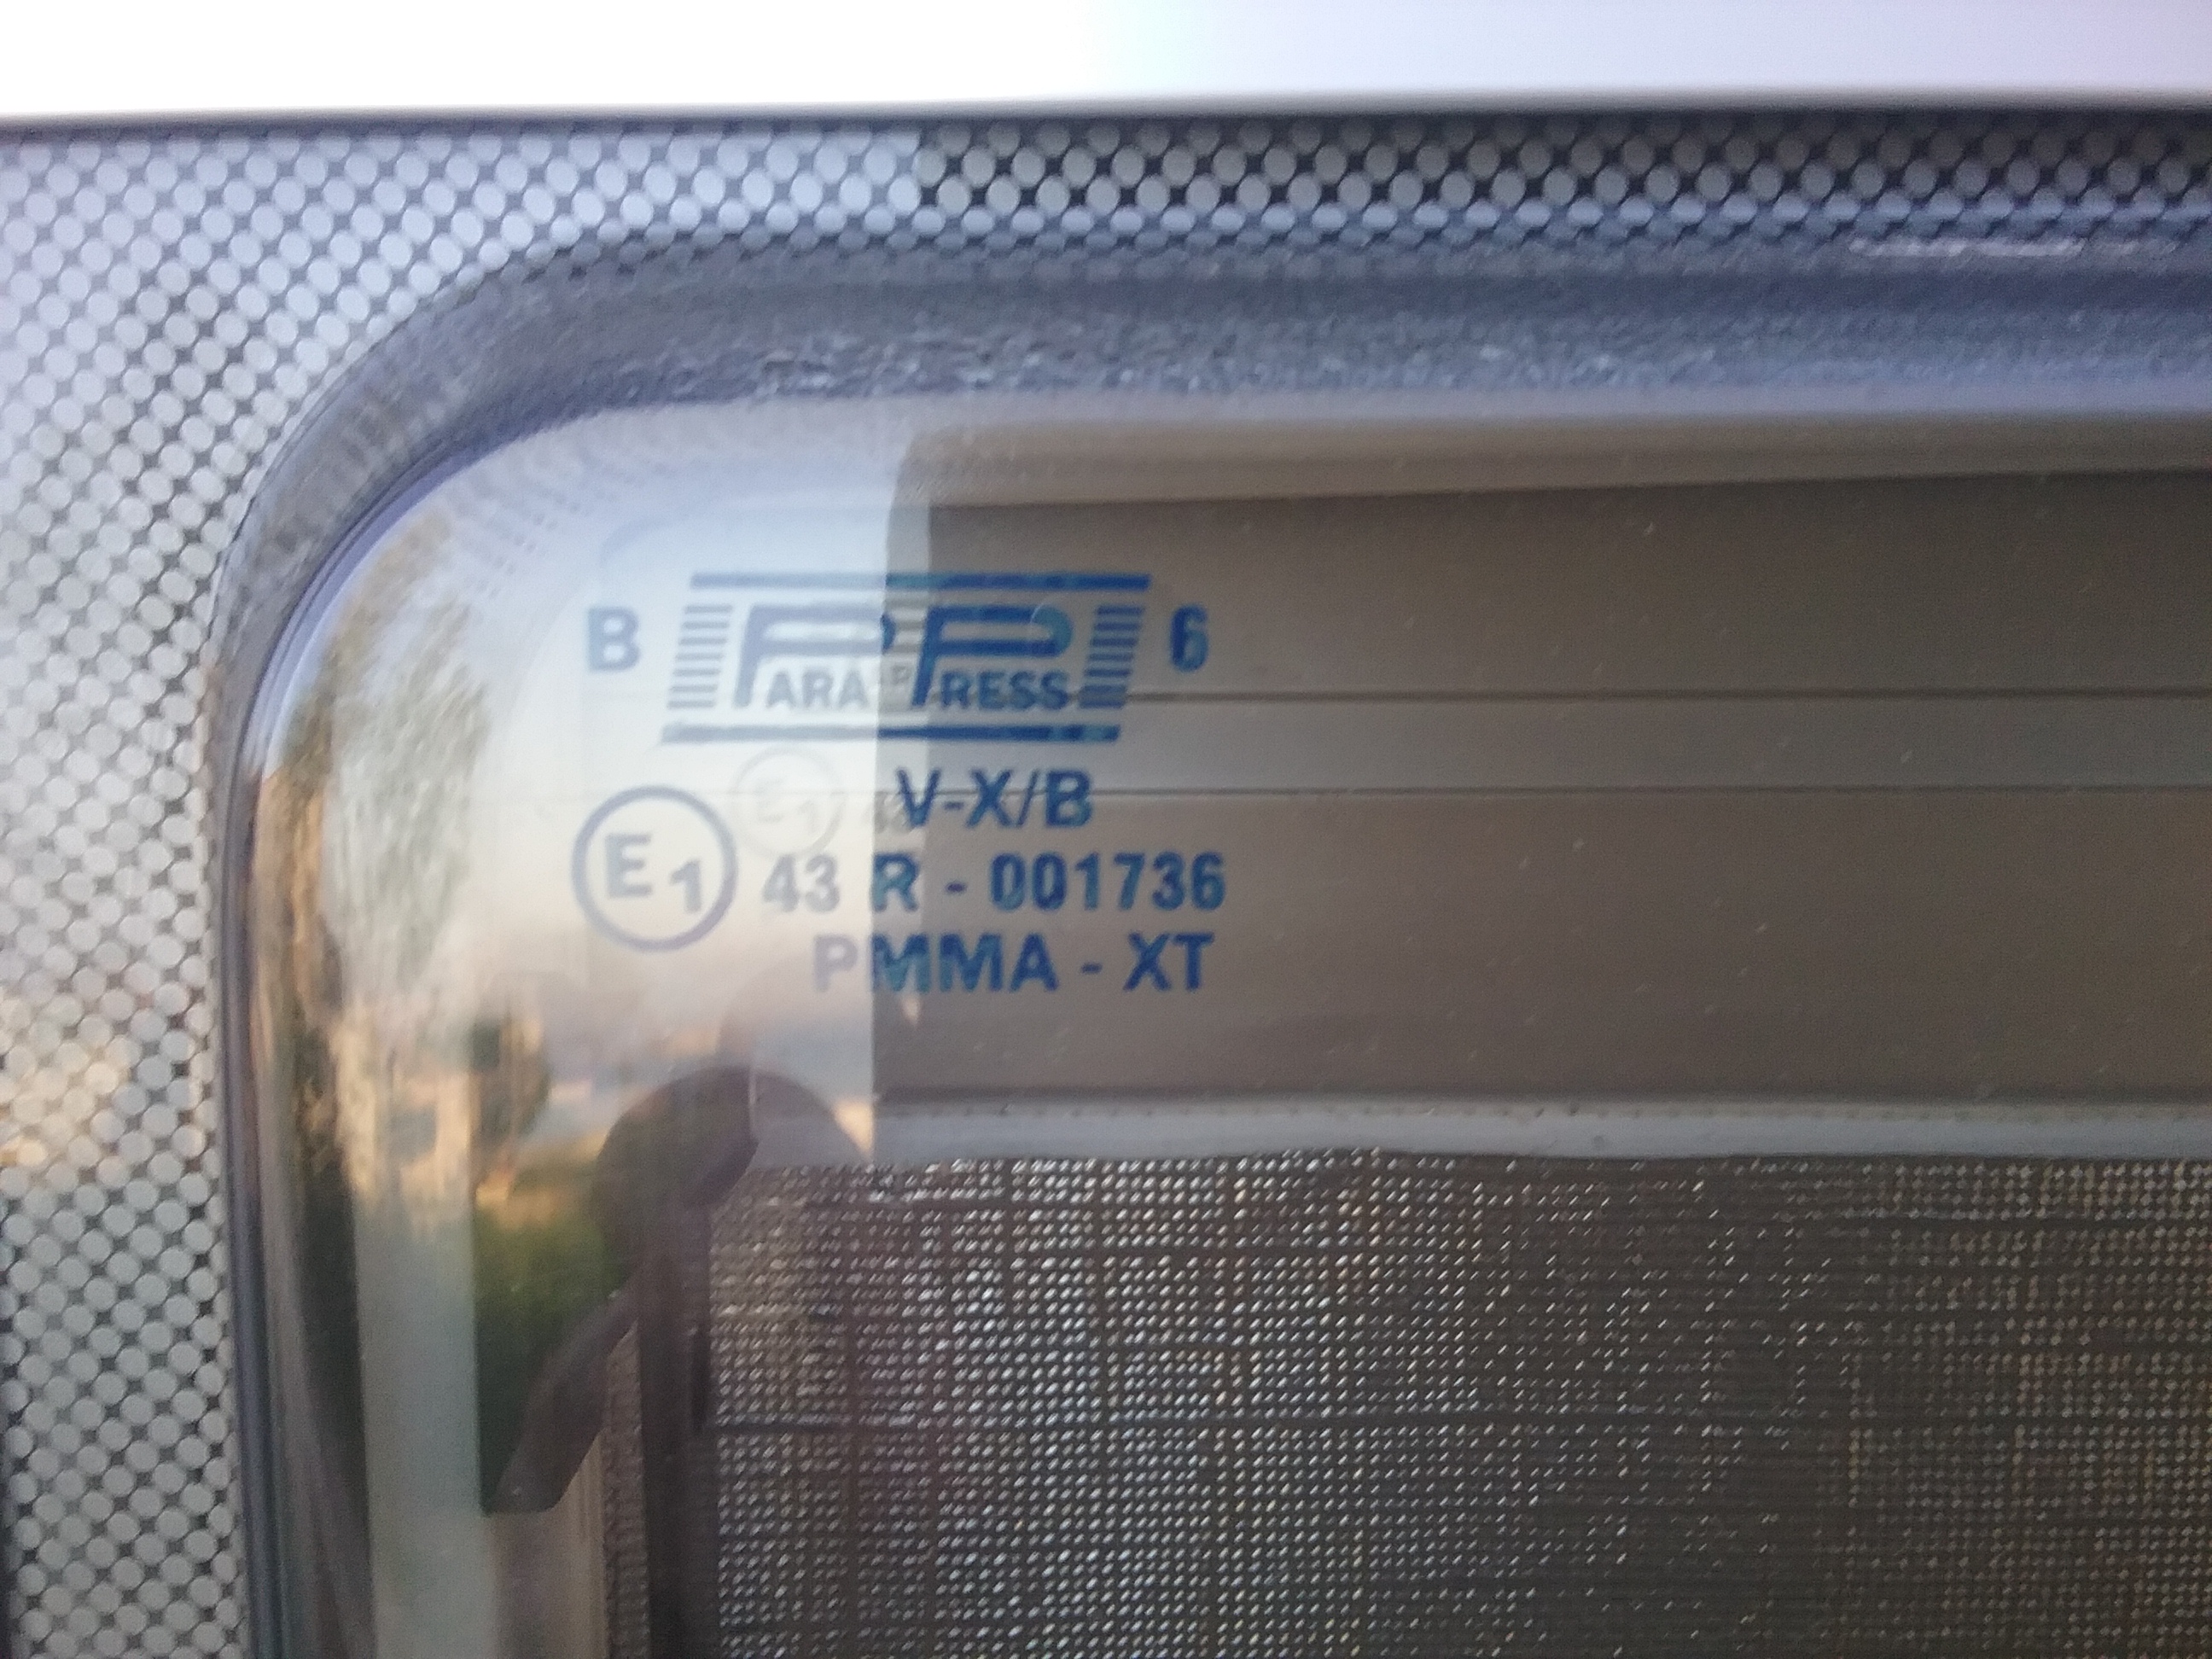 B PARAPRESS 6
V-X/B
E1 43 R - 001736
PMMA - XT